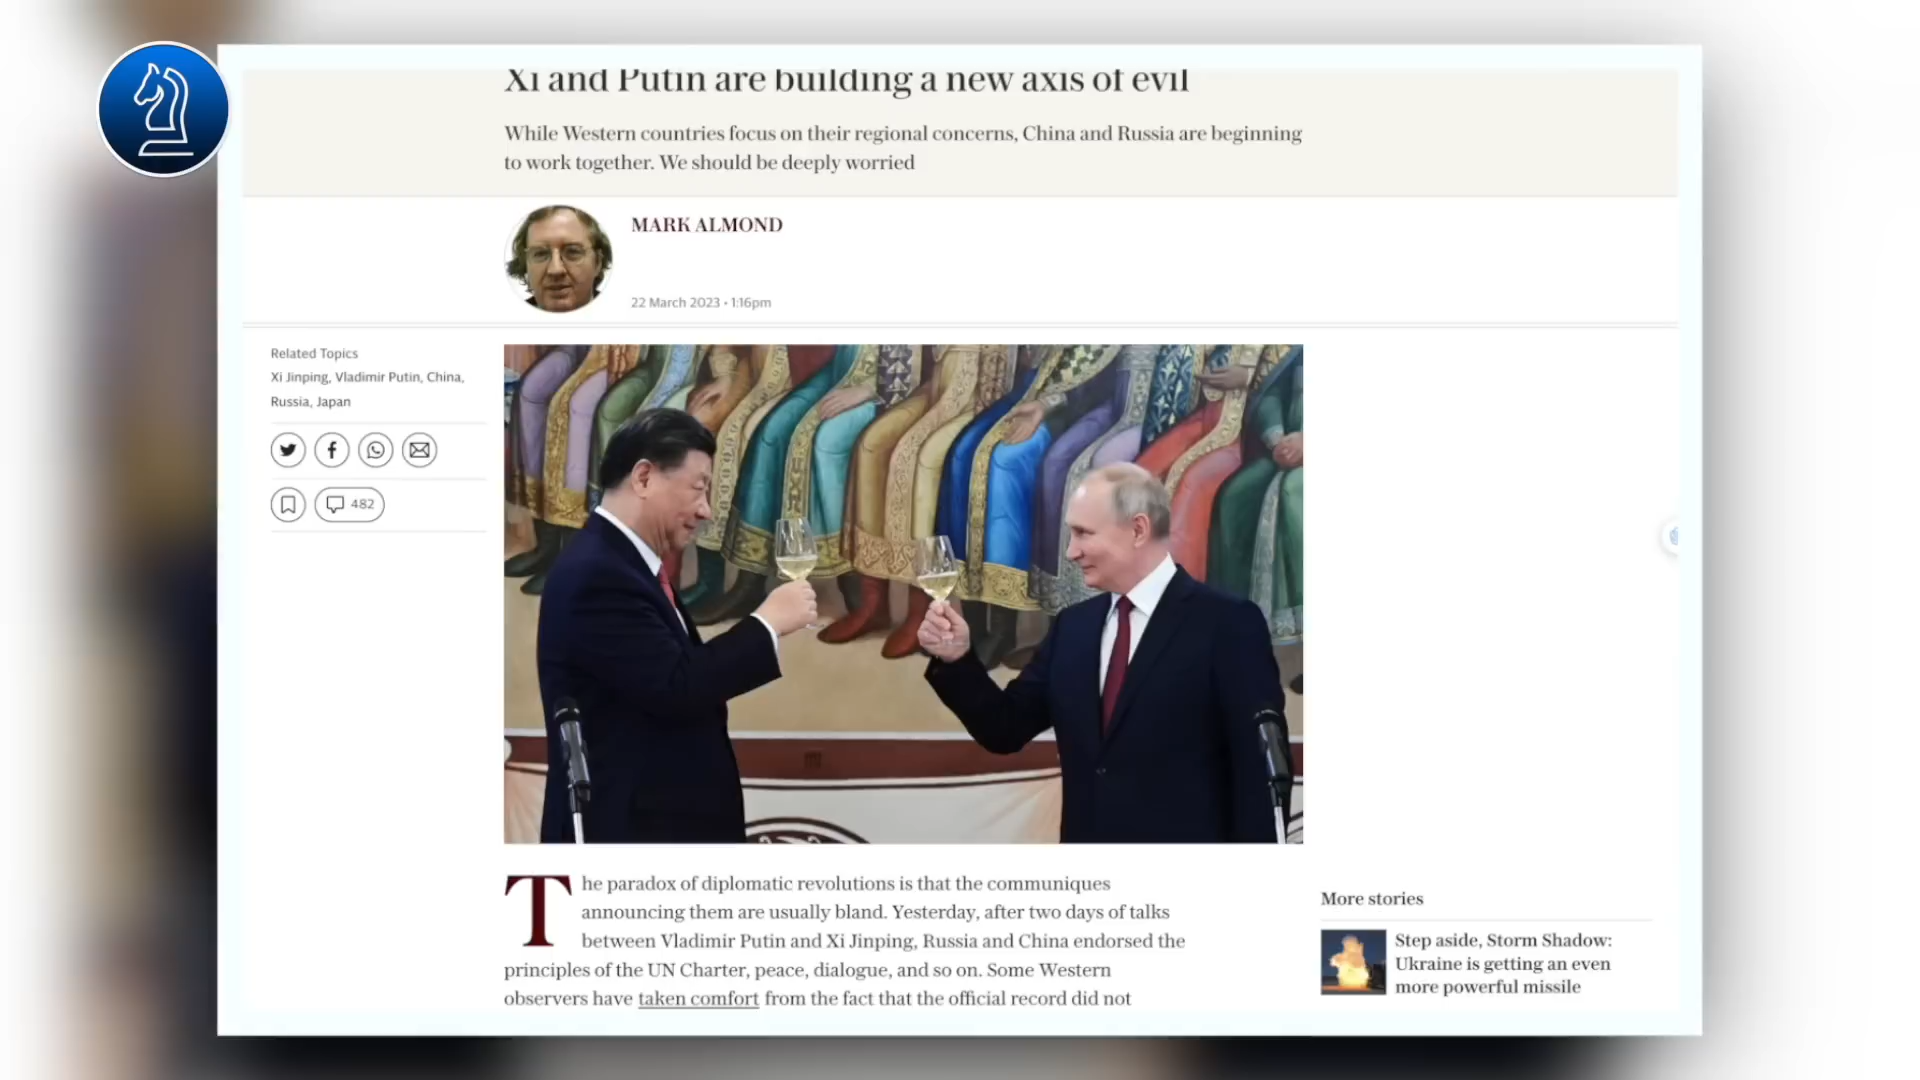 Xi and Putin are building a new axis of evil
While Western countries focus on their regional concerns, China and Russia are beginning
to work together. We should be deeply worried
MARK ALMOND
22 March 2023 • 1:16pm
Related Topics
Xi Jinping, Vladimir Putin, China,
Russia, Japan
482
The paradox of diplomatic revolutions is that the communiques
announcing them are usually bland. Yesterday, after two days of talks
between Vladimir Putin and Xi Jinping, Russia and China endorsed the
principles of the UN Charter, peace, dialogue, and so on. Some Western
observers have taken comfort from the fact that the official record did not
More stories
Step aside, Storm Shadow:
Ukraine is getting an even
more powerful missile